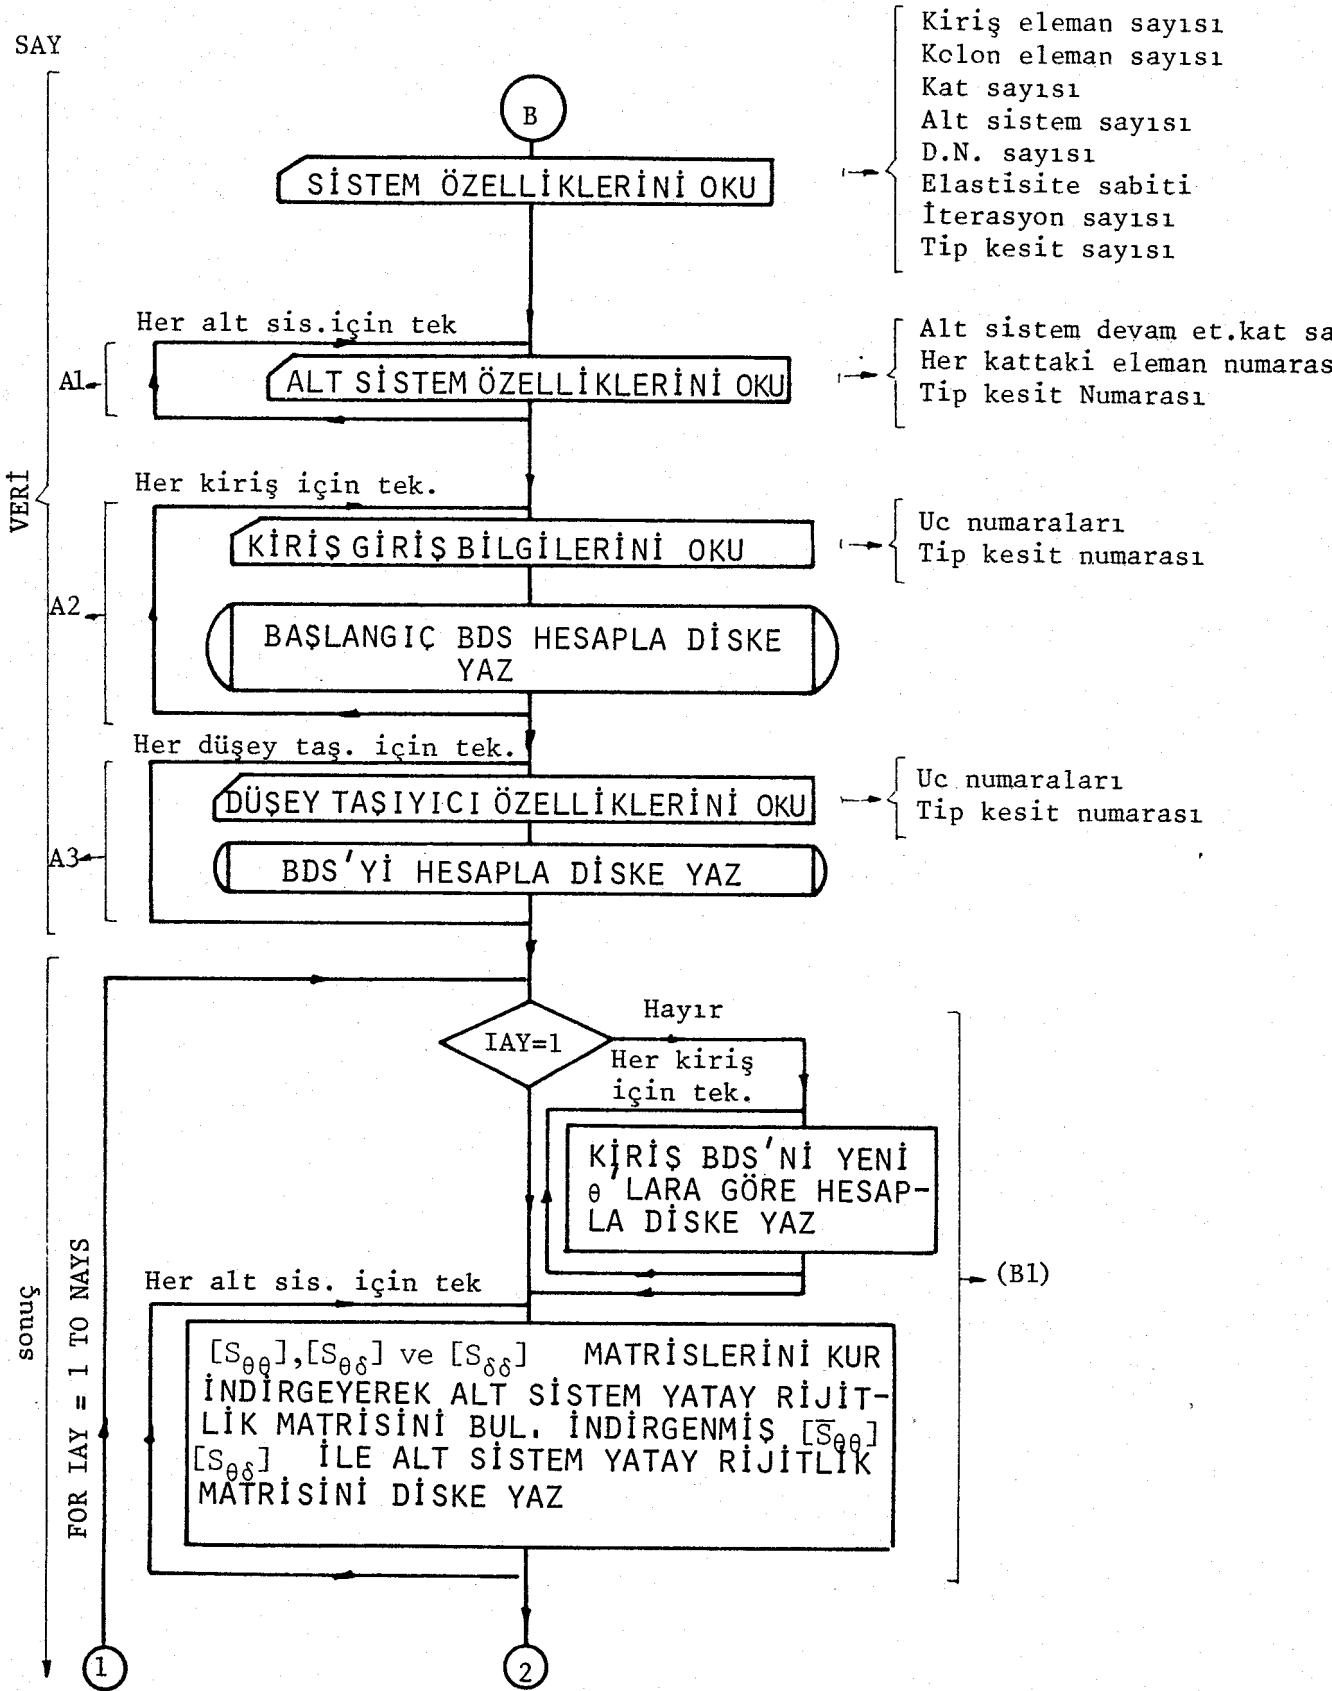 SAY
Kiriş eleman sayısı
Kolon eleman sayısı
Kat sayısı
Alt sistem sayısı
D.N. sayısı
Elastisite sabiti
İterasyon sayısı
Tip kesit sayısı
B
SİSTEM ÖZELLİKLERİNİ OKU
Her alt sis.için tek
A1
ALT SİSTEM ÖZELLİKLERİNİ OKU
Alt sistem devam et.kat sa
Her kattaki eleman numaras
Tip kesit Numarası
VERİ
Her kiriş için tek.
KİRİŞ GİRİŞ BİLGİLERİNİ OKU
Uc numaraları
Tip kesit numarası
A2
BAŞLANGIÇ BDS HESAPLA DİSKE
YAZ
Her düşey taş. için tek.
DÜŞEY TAŞIYICI ÖZELLİKLERİNİ OKU
Uc numaraları
Tip kesit numarası
A3
BDS'Yİ HESAPLA DİSKE YAZ
IAY=1
Hayır
Her kiriş
için tek.
KİRİŞ BDS'Nİ YENİ
θ'LARA GÖRE HESAP-
LA DİSKE YAZ
(B1)
sonuç
FOR IAY = 1 TO NAYS
Her alt sis. için tek
[Sθθ],[Sθδ] ve [Sδδ] MATRİSLERİNİ KUR
İNDİRGEYEREK ALT SİSTEM YATAY RİJİT-
LİK MATRİSİNİ BUL. İNDİRGENMİŞ [S̅θθ]
[Sθδ] İLE ALT SİSTEM YATAY RİJİTLİK
MATRİSİNİ DİSKE YAZ
1
2